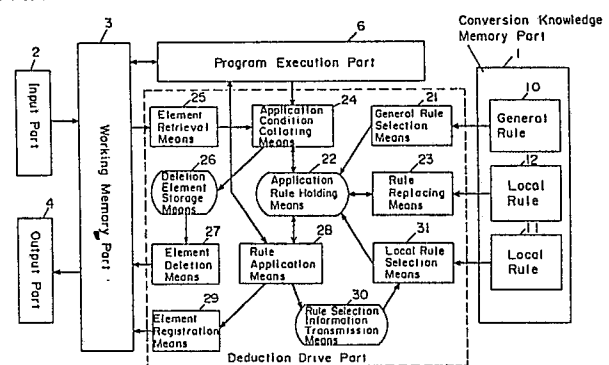 Conversion Knowledge
Memory Part
3
6
1
2
Input Part
Program Execution Part
25
Element
Retrieval
Means
24
Application
Condition
Collating
Means
21
General Rule
Selection
Means
10
General
Rule
Working Memory Part
26
Deletion
Element
Storage
Means
22
Application
Rule Holding
Means
23
Rule
Replacing
Means
12
Local
Rule
4
Output Part
27
Element
Deletion
Means
28
Rule
Application
Means
31
Local Rule
Selection
Means
11
Local
Rule
29
Element
Registration
Means
30
Rule Selection
Information
Transmission
Means
Deduction Drive Part